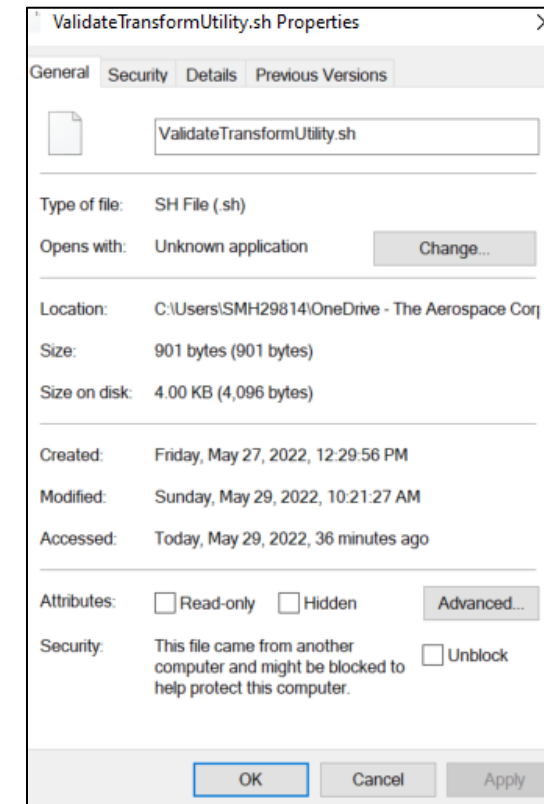 ValidateTransformUtility.sh Properties
General Security Details Previous Versions
ValidateTransformUtility.sh
Type of file: SH File (.sh)
Opens with: Unknown application Change...
Location: C:\Users\SMH29814\OneDrive - The Aerospace Corp
Size: 901 bytes (901 bytes)
Size on disk: 4.00 KB (4,096 bytes)
Created: Friday, May 27, 2022, 12:29:56 PM
Modified: Sunday, May 29, 2022, 10:21:27 AM
Accessed: Today, May 29, 2022, 36 minutes ago
Attributes: Read-only Hidden Advanced...
Security: This file came from another
computer and might be blocked to Unblock
help protect this computer.
OK Cancel Apply